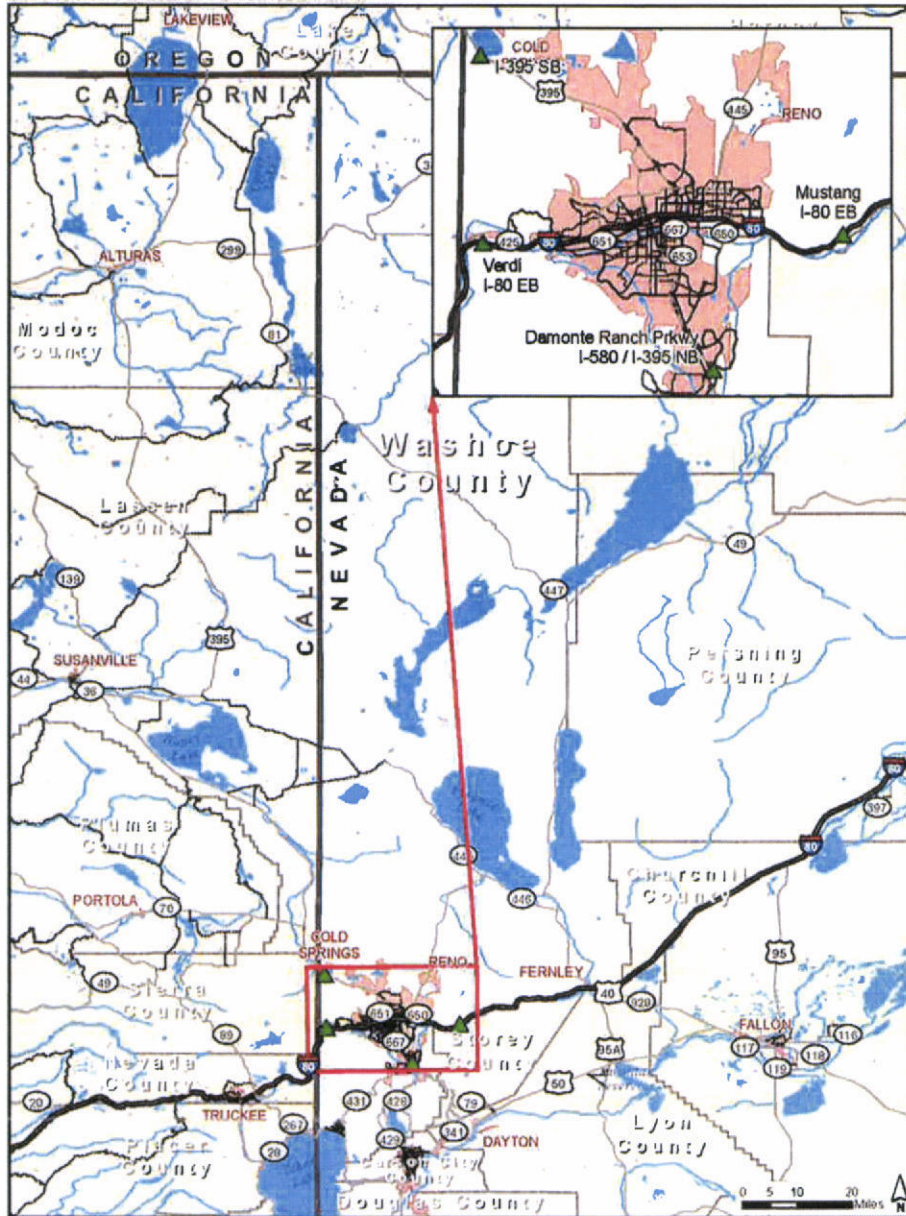 LAKEVIEW
Lake
County
OREGON
CALIFORNIA
COLD
I-395 SB
395
445
RENO
Mustang
I-80 EB
425
80
651
667
650
80
653
Verdi
I-80 EB
Damonte Ranch Prkwy
I-580 / I-395 NB
299
ALTURAS
Modoc
County
81
CALIFORNIA
NEVADA
Washoe
County
Lassen
County
139
395
447
49
SUSANVILLE
44
36
Pershing
County
80
397
80
Plumas
County
446
Churchill
County
PORTOLA
70
COLD
SPRINGS
RENO
FERNLEY
95
49
Sierra
County
40
651
650
928
89
667
Storey
County
FALLON
95A
117
116
118
119
Nevada
County
80
50
20
TRUCKEE
431
428
79
267
341
Lyon
County
Placer
County
28
429
DAYTON
Carson City
County
Douglas County
0 5 10 20
Miles
N